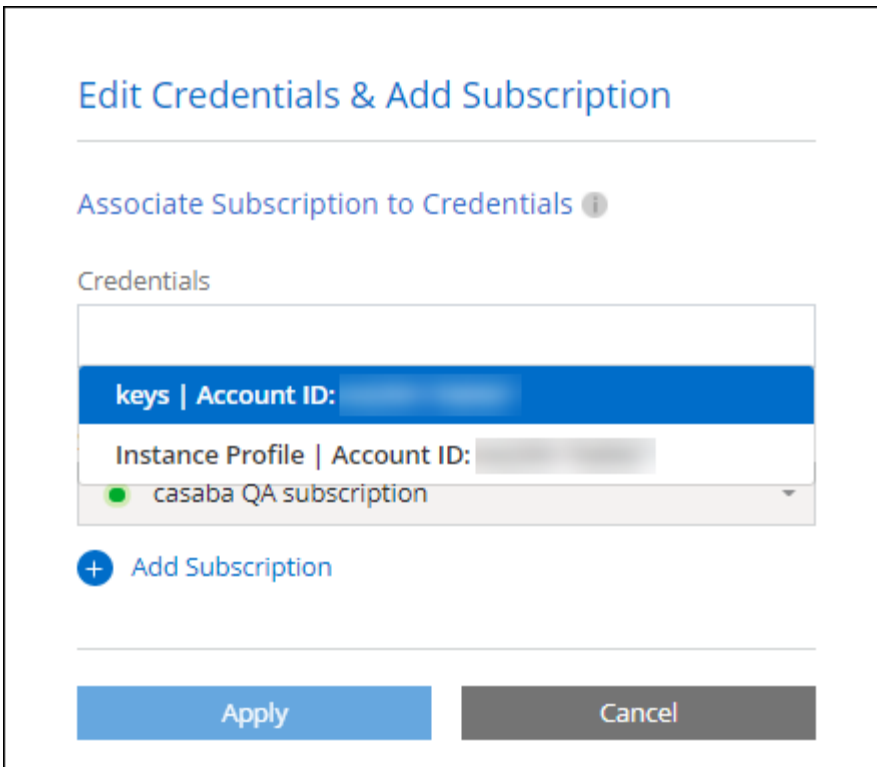 Edit Credentials & Add Subscription
Associate Subscription to Credentials i
Credentials
keys | Account ID:
Instance Profile | Account ID:
casaba QA subscription
+ Add Subscription
Apply
Cancel